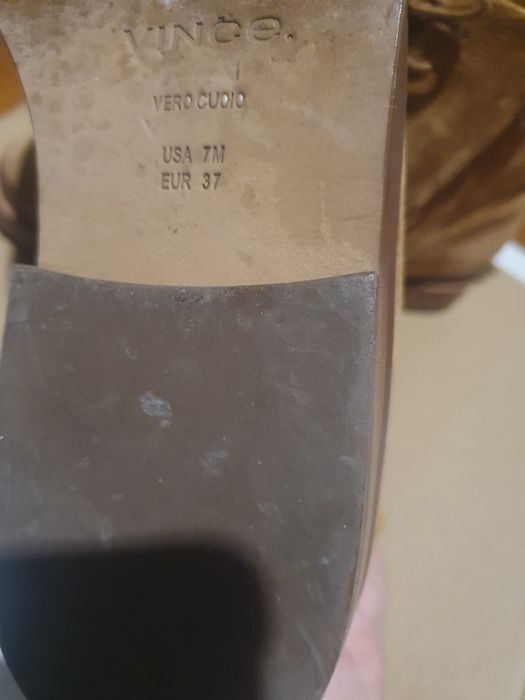 VINCE.
VERO CUOIO
USA 7M
EUR 37